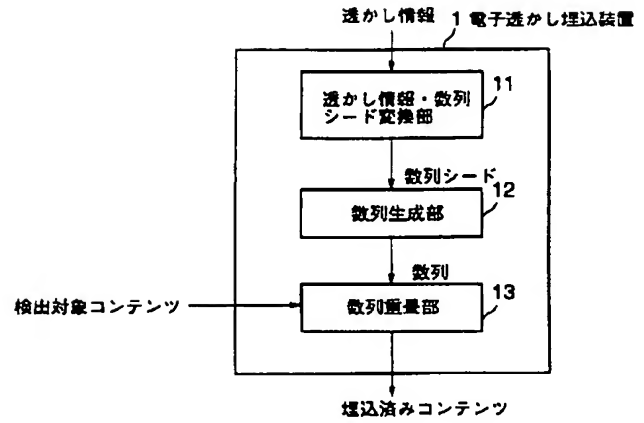 透かし情報
1 電子透かし埋込装置
透かし情報・数列
シード変換部
11
数列シード
12
数列生成部
数列
13
検出対象コンテンツ
数列重畳部
埋込済みコンテンツ